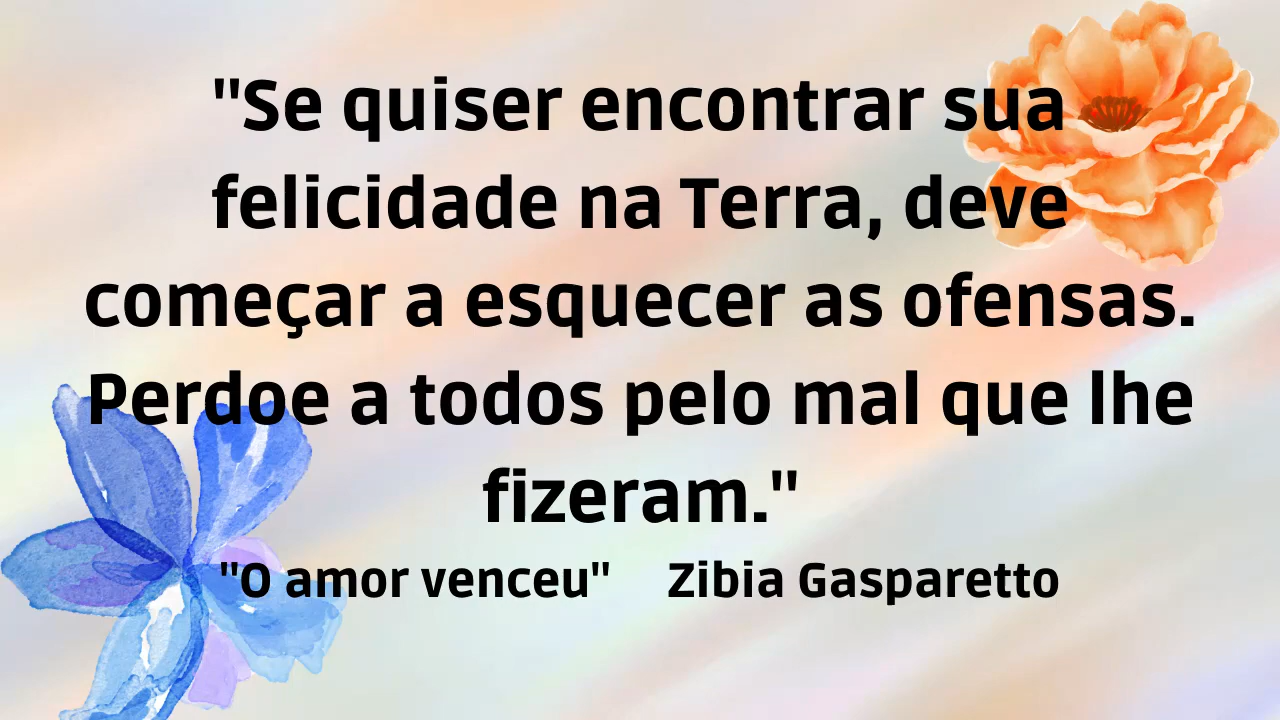 "Se quiser encontrar sua
felicidade na Terra, deve
começar a esquecer as ofensas.
Perdoe a todos pelo mal que lhe
fizeram."
"O amor venceu" Zibia Gasparetto